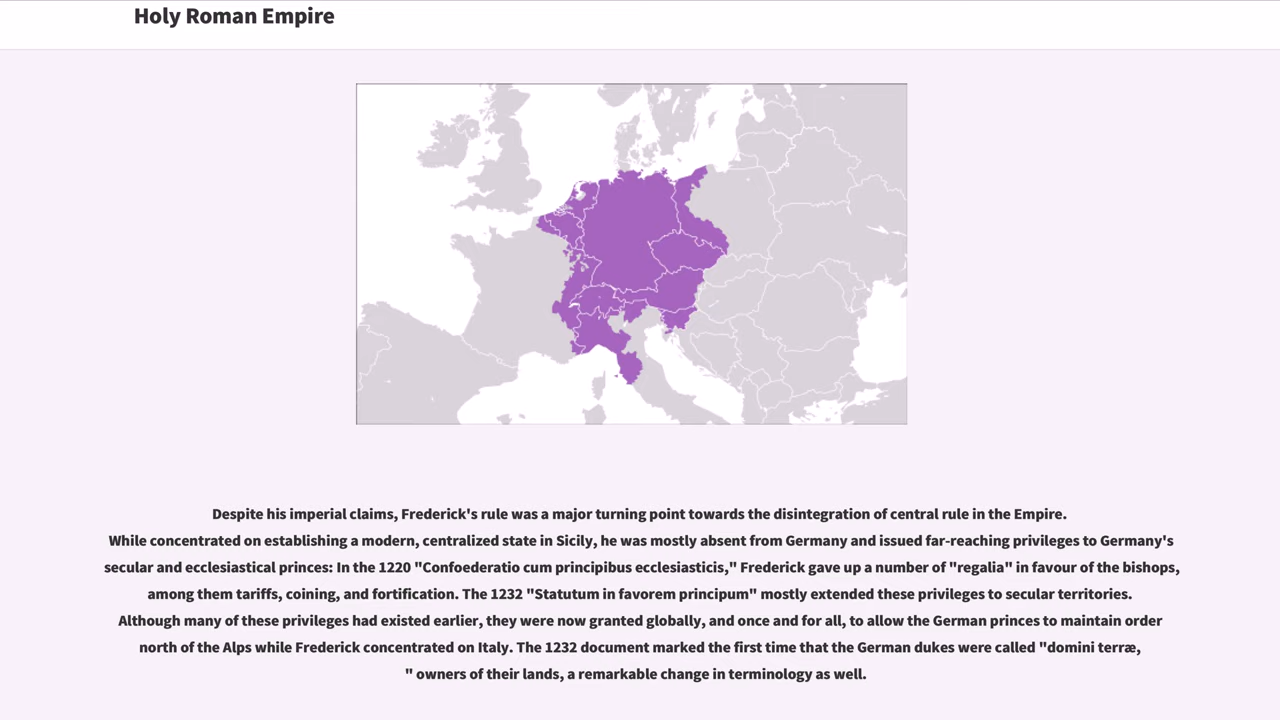 Holy Roman Empire
Despite his imperial claims, Frederick's rule was a major turning point towards the disintegration of central rule in the Empire.
While concentrated on establishing a modern, centralized state in Sicily, he was mostly absent from Germany and issued far-reaching privileges to Germany's
secular and ecclesiastical princes: In the 1220 "Confoederatio cum principibus ecclesiasticis," Frederick gave up a number of "regalia" in favour of the bishops,
among them tariffs, coining, and fortification. The 1232 "Statutum in favorem principum" mostly extended these privileges to secular territories.
Although many of these privileges had existed earlier, they were now granted globally, and once and for all, to allow the German princes to maintain order
north of the Alps while Frederick concentrated on Italy. The 1232 document marked the first time that the German dukes were called "domini terræ,
" owners of their lands, a remarkable change in terminology as well.